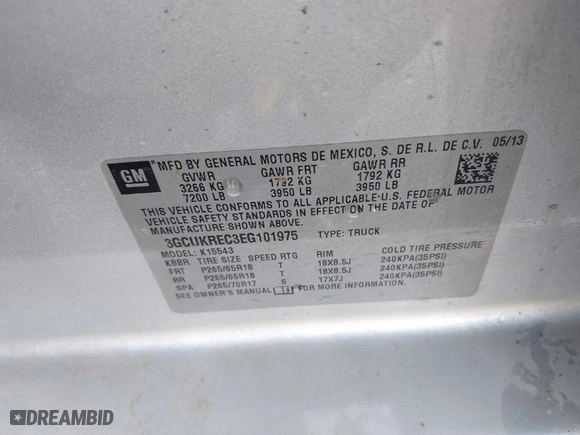 GM
MFD BY GENERAL MOTORS DE MEXICO, S. DE R.L. DE C.V. 05/13
GVWR GAWR FRT GAWR RR
3266 KG 1792 KG 1792 KG
7200 LB 3950 LB 3950 LB
THIS VEHICLE CONFORMS TO ALL APPLICABLE U.S. FEDERAL MOTOR
VEHICLE SAFETY STANDARDS IN EFFECT ON THE DATE OF
MANUFACTURE SHOWN ABOVE.
3GCUKREC3EG101975 TYPE: TRUCK
MODEL: K15543
KBBR TIRE SIZE SPEED RTG RIM COLD TIRE PRESSURE
FRT P265/65R18 T 18X8.5J 240KPA(35PSI)
RR P265/65R18 T 18X8.5J 240KPA(35PSI)
SPA P265/70R17 S 17X7J 240KPA(35PSI)
SEE OWNER'S MANUAL FOR MORE INFORMATION.
DREAMBID